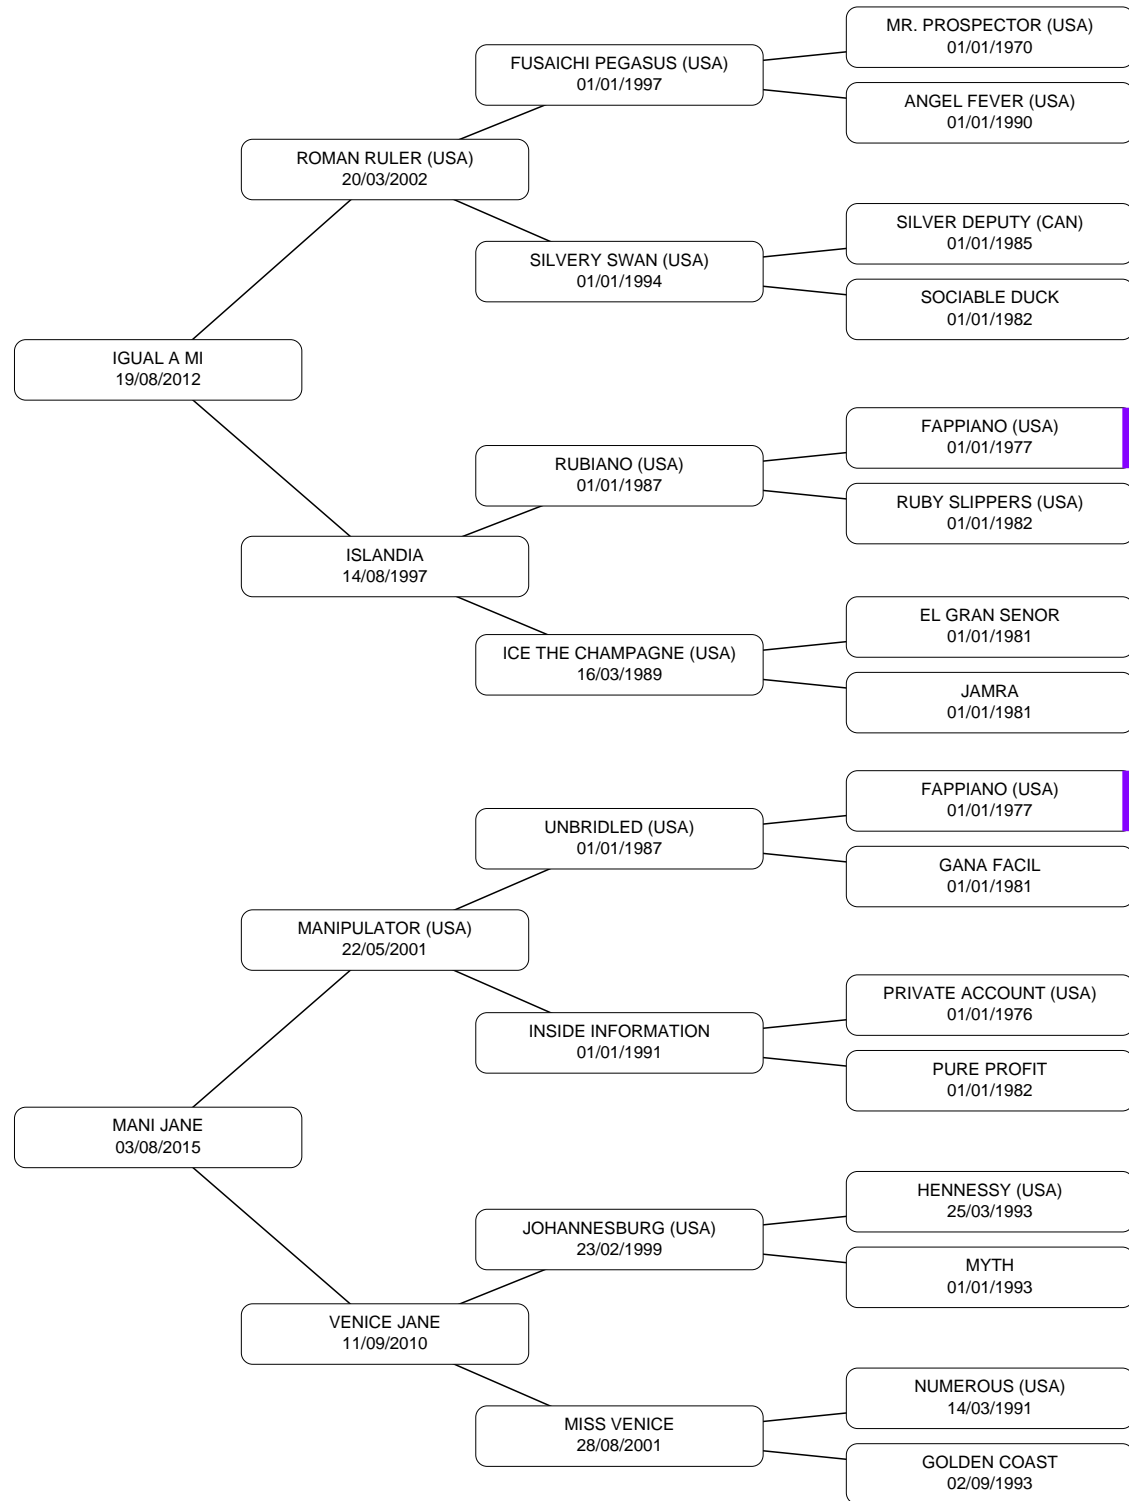 MR. PROSPECTOR (USA)
01/01/1970
FUSAICHI PEGASUS (USA)
01/01/1997
ANGEL FEVER (USA)
01/01/1990
ROMAN RULER (USA)
20/03/2002
SILVER DEPUTY (CAN)
01/01/1985
SILVERY SWAN (USA)
01/01/1994
SOCIABLE DUCK
01/01/1982
IGUAL A MI
19/08/2012
FAPPIANO (USA)
01/01/1977
RUBIANO (USA)
01/01/1987
RUBY SLIPPERS (USA)
01/01/1982
ISLANDIA
14/08/1997
EL GRAN SENOR
01/01/1981
ICE THE CHAMPAGNE (USA)
16/03/1989
JAMRA
01/01/1981
FAPPIANO (USA)
01/01/1977
UNBRIDLED (USA)
01/01/1987
GANA FACIL
01/01/1981
MANIPULATOR (USA)
22/05/2001
PRIVATE ACCOUNT (USA)
01/01/1976
INSIDE INFORMATION
01/01/1991
PURE PROFIT
01/01/1982
MANI JANE
03/08/2015
HENNESSY (USA)
25/03/1993
JOHANNESBURG (USA)
23/02/1999
MYTH
01/01/1993
VENICE JANE
11/09/2010
NUMEROUS (USA)
14/03/1991
MISS VENICE
28/08/2001
GOLDEN COAST
02/09/1993